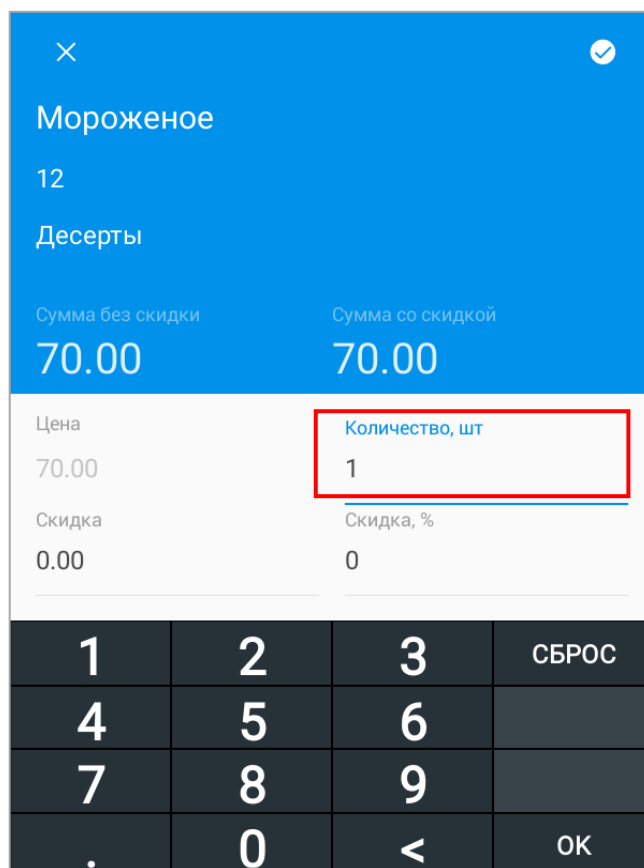 Мороженое
12
Десерты
Сумма без скидки Сумма со скидкой
70.00 70.00
Цена Количество, шт
70.00 1
Скидка Скидка, %
0.00 0
1 2 3 СБРОС
4 5 6
7 8 9
. 0 < ОК